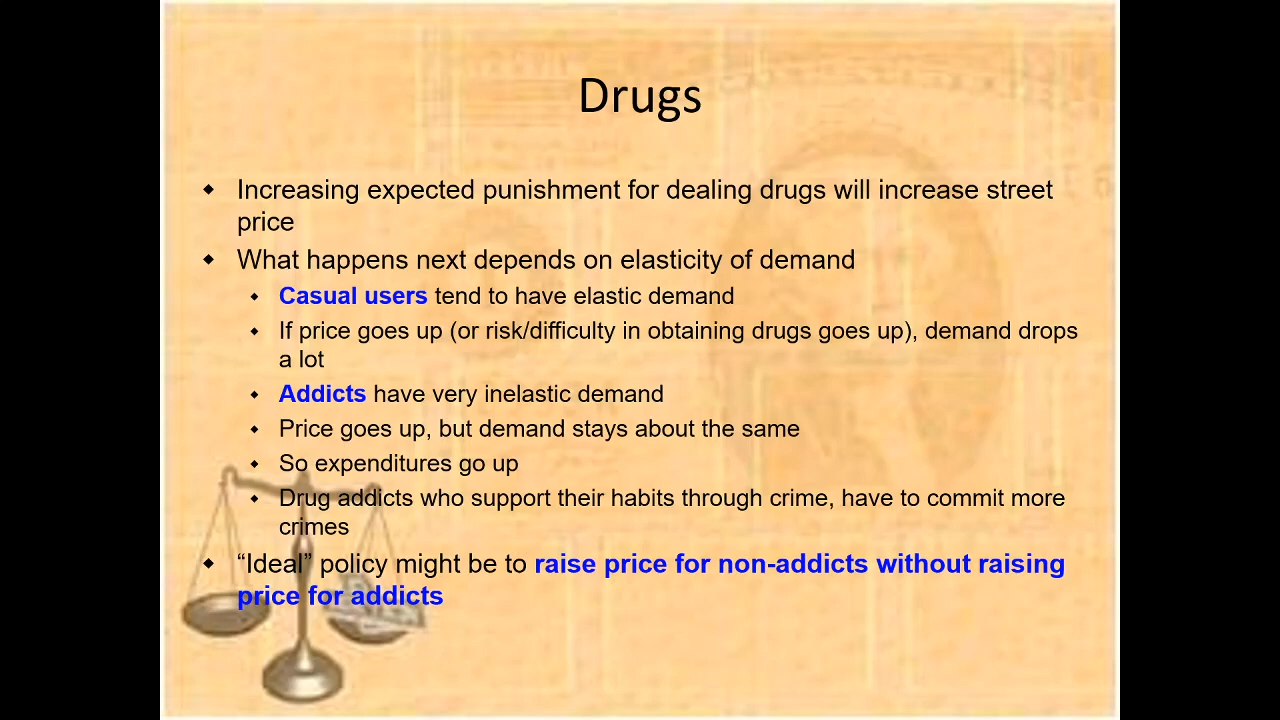 Drugs
Increasing expected punishment for dealing drugs will increase street
price
What happens next depends on elasticity of demand
Casual users tend to have elastic demand
If price goes up (or risk/difficulty in obtaining drugs goes up), demand drops
a lot
Addicts have very inelastic demand
Price goes up, but demand stays about the same
So expenditures go up
Drug addicts who support their habits through crime, have to commit more
crimes
“Ideal” policy might be to raise price for non-addicts without raising
price for addicts